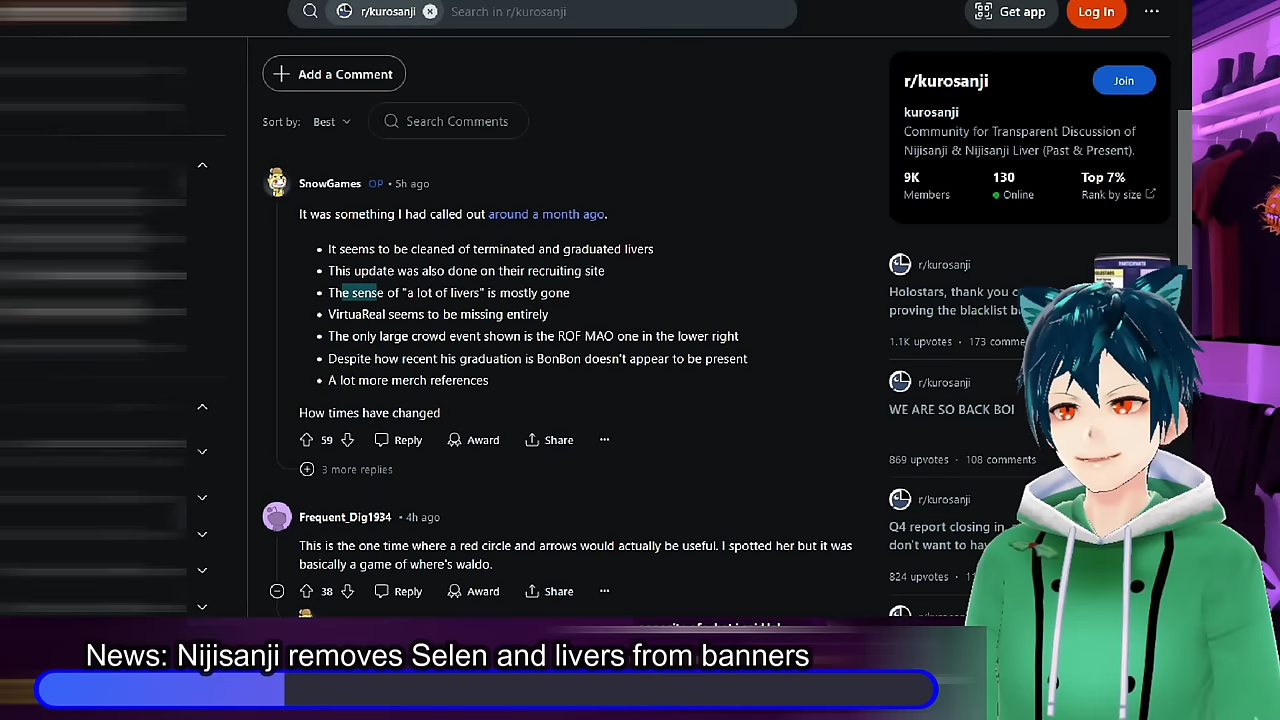 r/kurosanji
Search in r/kurosanji
Get app
Log In
Add a Comment
Sort by: Best
Search Comments
SnowGames OP • 5h ago
It was something I had called out around a month ago.
• It seems to be cleaned of terminated and graduated livers
• This update was also done on their recruiting site
• The sense of "a lot of livers" is mostly gone
• VirtuaReal seems to be missing entirely
• The only large crowd event shown is the ROF MAO one in the lower right
• Despite how recent his graduation is BonBon doesn't appear to be present
• A lot more merch references
How times have changed
59 Reply Award Share
3 more replies
Frequent_Dig1934 • 4h ago
This is the one time where a red circle and arrows would actually be useful. I spotted her but it was
basically a game of where's waldo.
38 Reply Award Share
r/kurosanji
Join
kurosanji
Community for Transparent Discussion of
Nijisanji & Nijisanji Liver (Past & Present).
9K 130 Top 7%
Members Online Rank by size
r/kurosanji
Holostars, thank you
proving the blacklist
1.1K upvotes • 173
r/kurosanji
WE ARE SO BACK BOI
869 upvotes • 108 comments
r/kurosanji
Q4 report closing in
don't want to
824 upvotes
News: Nijisanji removes Selen and livers from banners